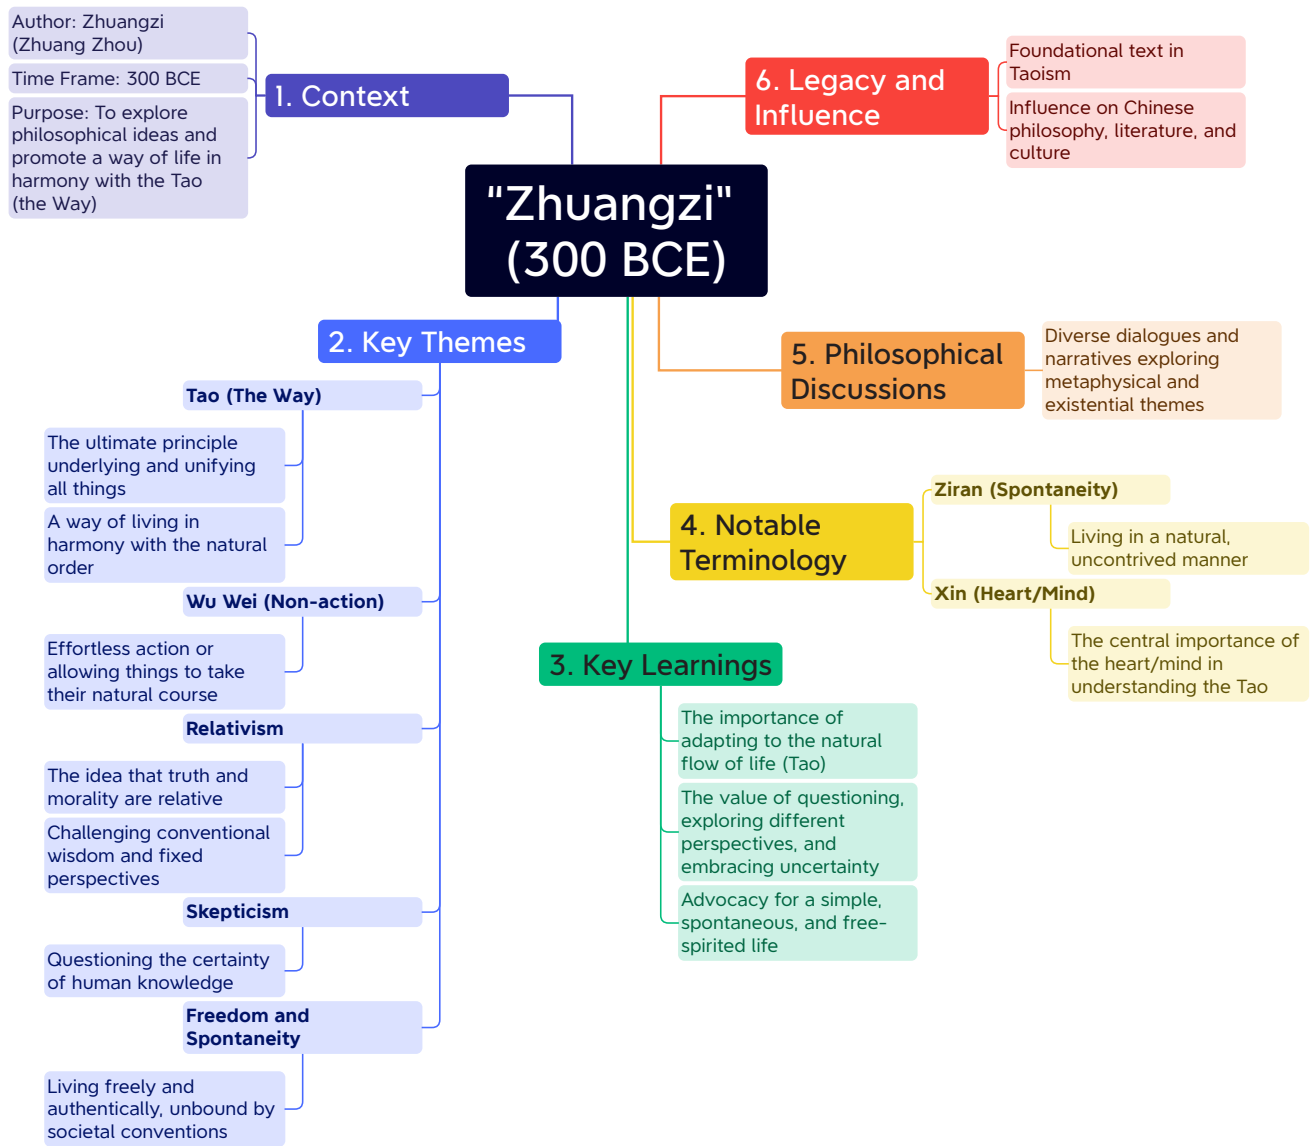 "Zhuangzi"
(300 BCE)
1. Context
Author: Zhuangzi
(Zhuang Zhou)
Time Frame: 300 BCE
Purpose: To explore
philosophical ideas and
promote a way of life in
harmony with the Tao
(the Way)
2. Key Themes
Tao (The Way)
The ultimate principle
underlying and unifying
all things
A way of living in
harmony with the natural
order
Wu Wei (Non-action)
Effortless action or
allowing things to take
their natural course
Relativism
The idea that truth and
morality are relative
Challenging conventional
wisdom and fixed
perspectives
Skepticism
Questioning the certainty
of human knowledge
Freedom and
Spontaneity
Living freely and
authentically, unbound by
societal conventions
3. Key Learnings
The importance of
adapting to the natural
flow of life (Tao)
The value of questioning,
exploring different
perspectives, and
embracing uncertainty
Advocacy for a simple,
spontaneous, and free-
spirited life
4. Notable
Terminology
Ziran (Spontaneity)
Living in a natural,
uncontrived manner
Xin (Heart/Mind)
The central importance of
the heart/mind in
understanding the Tao
5. Philosophical
Discussions
Diverse dialogues and
narratives exploring
metaphysical and
existential themes
6. Legacy and
Influence
Foundational text in
Taoism
Influence on Chinese
philosophy, literature, and
culture